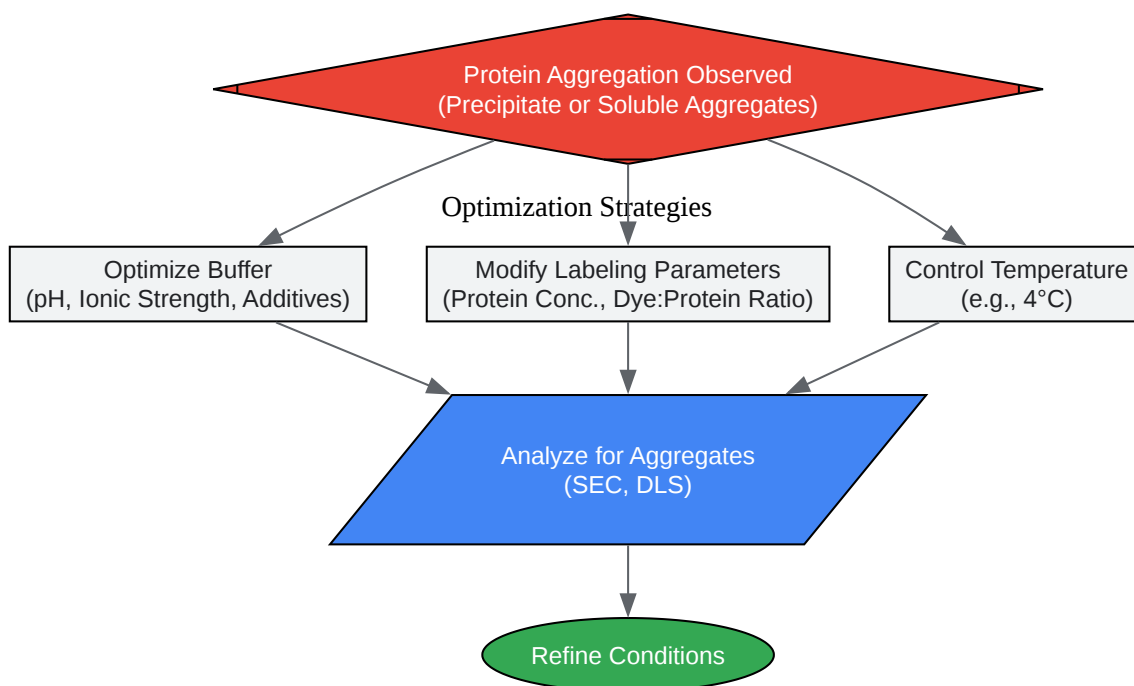 Protein Aggregation Observed
(Precipitate or Soluble Aggregates)
Optimization Strategies
Optimize Buffer
(pH, Ionic Strength, Additives)
Modify Labeling Parameters
(Protein Conc., Dye:Protein Ratio)
Control Temperature
(e.g., 4°C)
Analyze for Aggregates
(SEC, DLS)
Refine Conditions